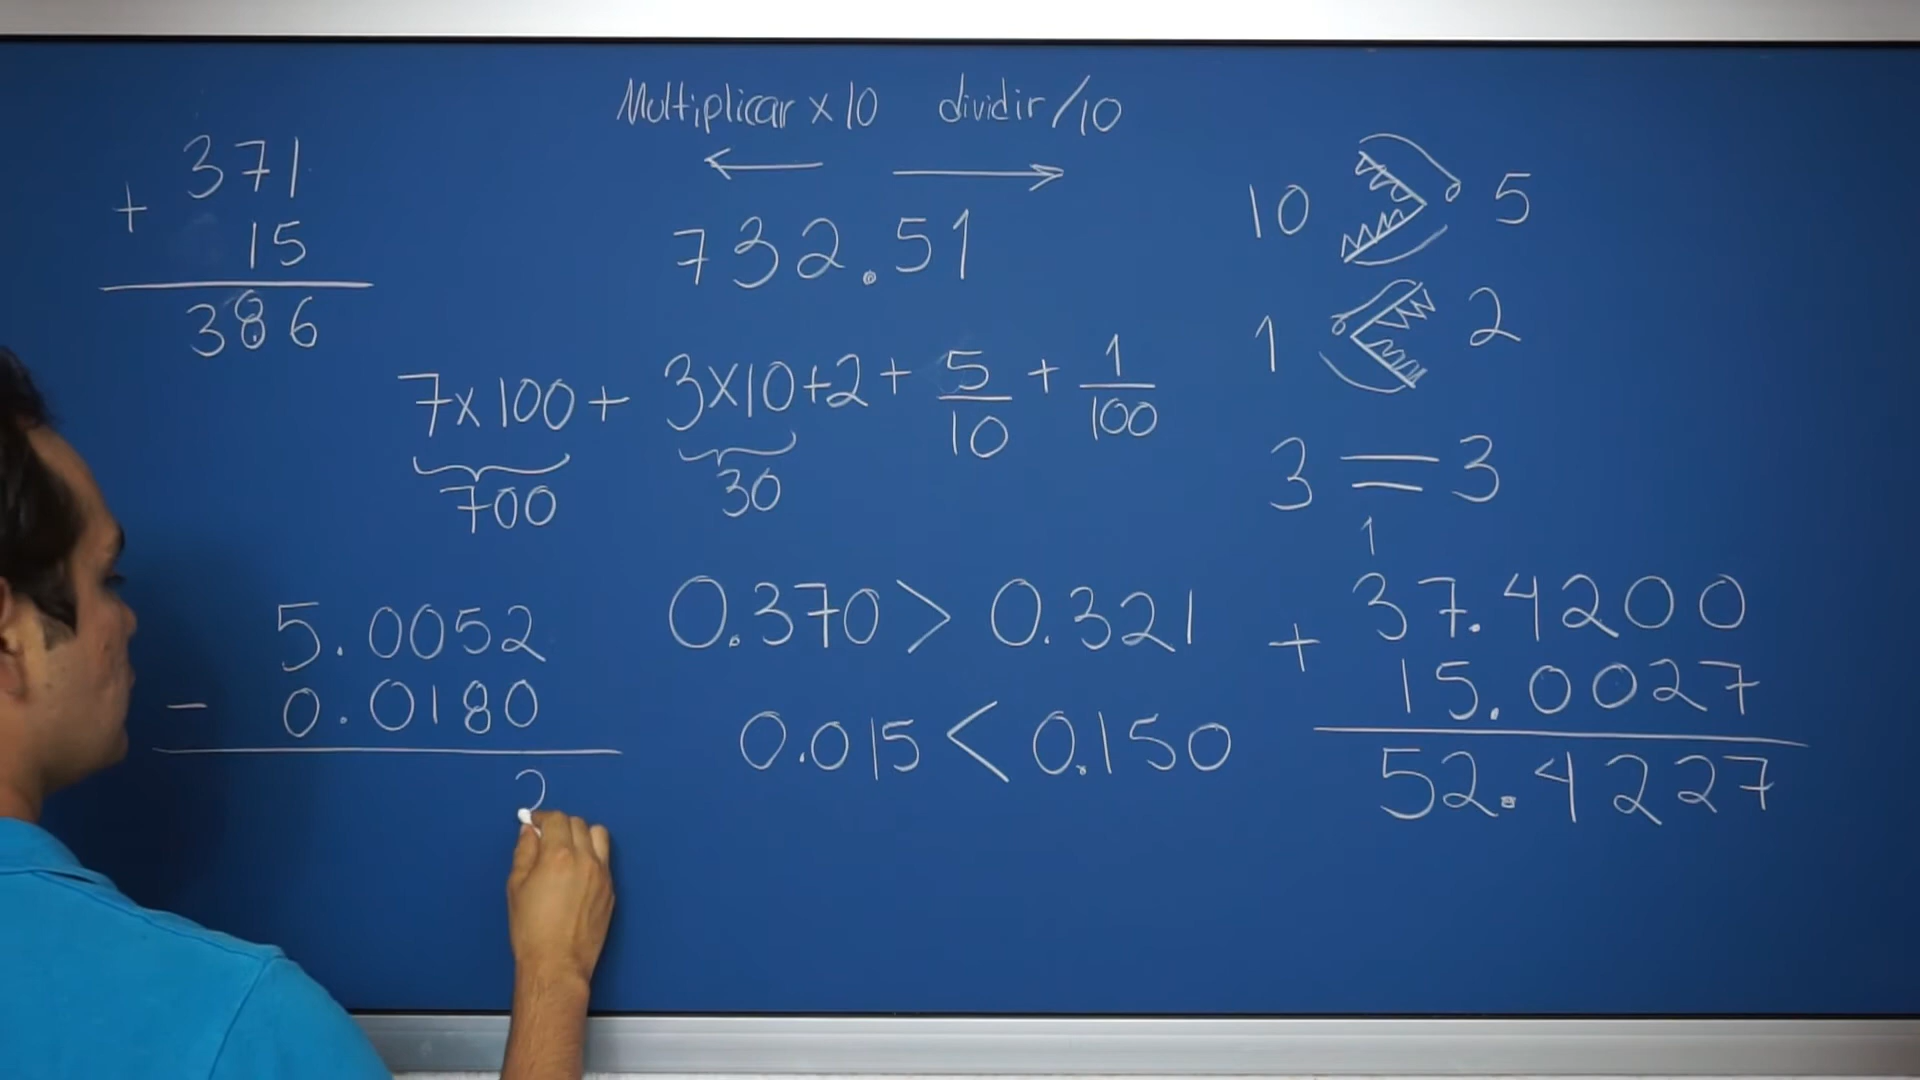 Multiplicar x 10 dividir /10
371
+ 15
386
732.51
7x100 + 3x10 + 2 + 5/10 + 1/100
700 30
10 > 5
1 < 2
3 = 3
5.0052
- 0.0180
2
0.370 > 0.321
0.015 < 0.150
1
37.4200
+ 15.0027
52.4227